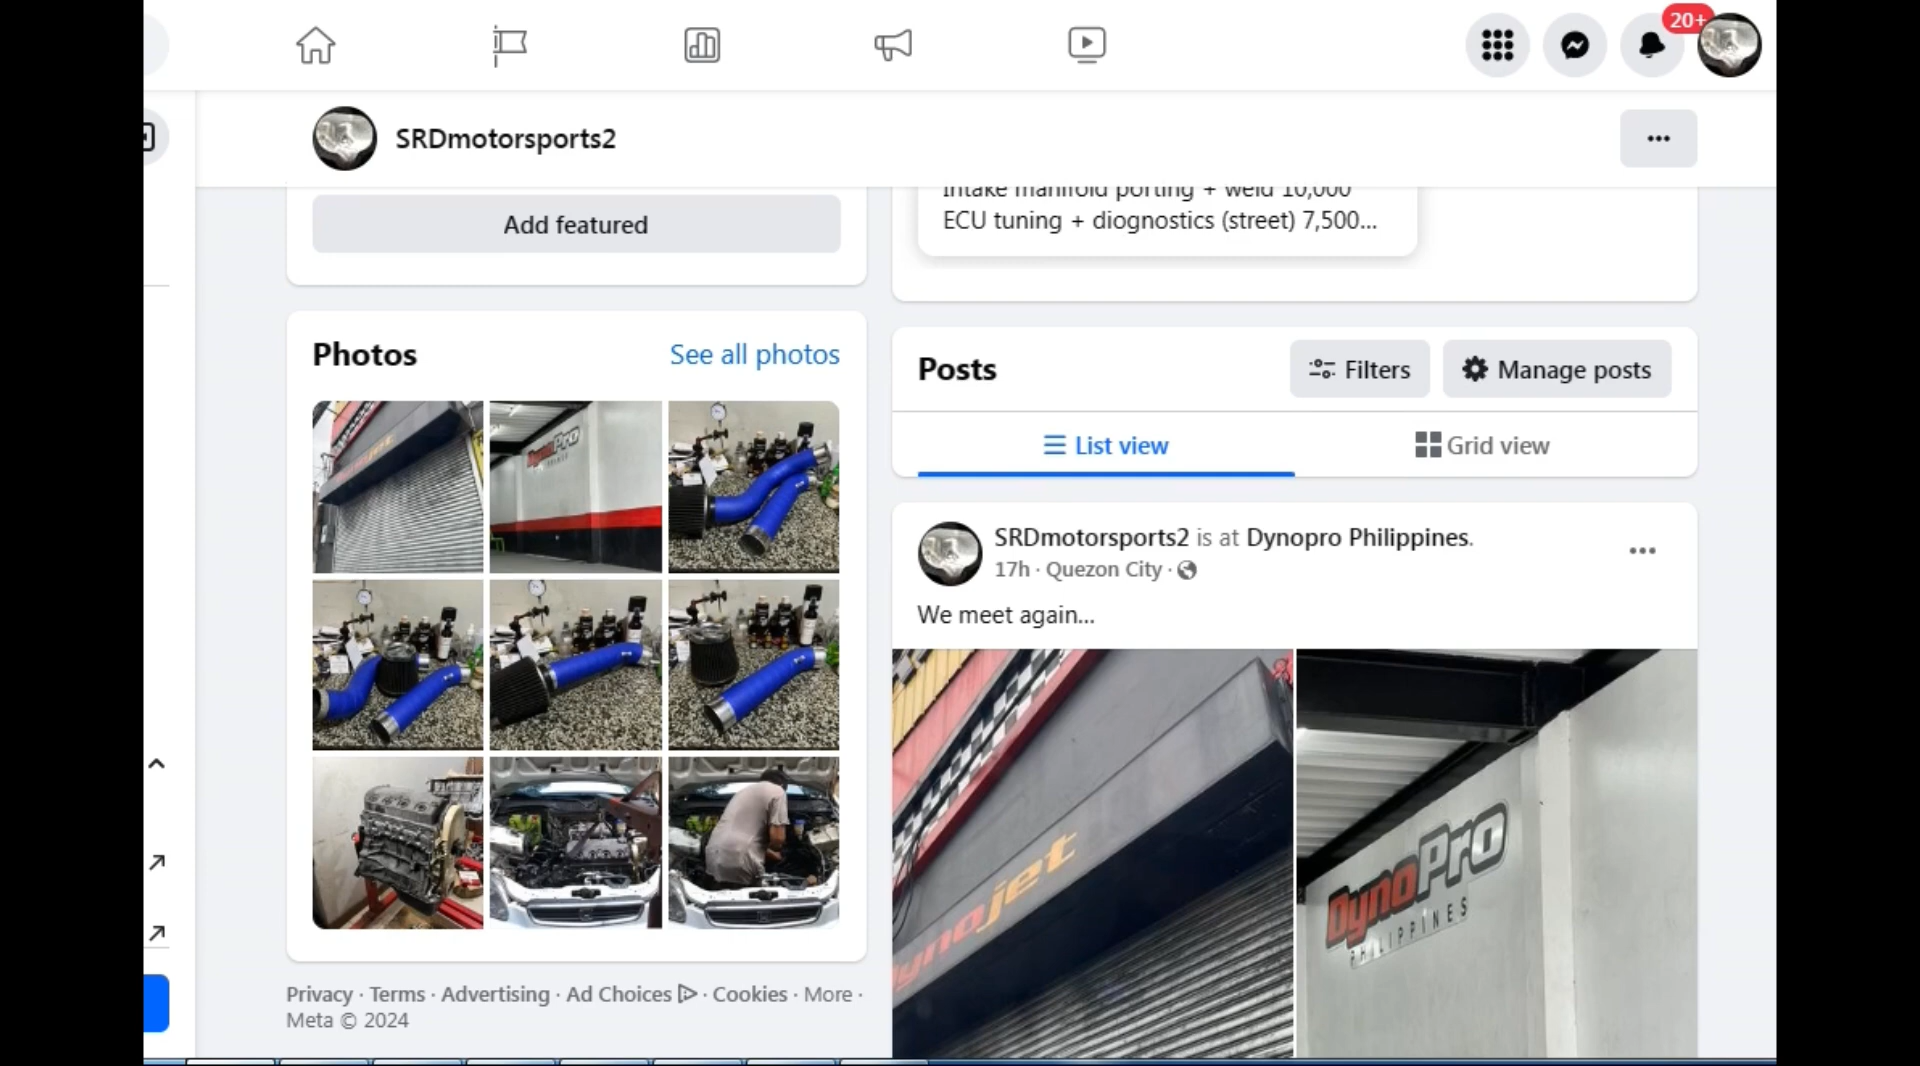 20+
SRDmotorsports2
Add featured
Intake manifold porting + weld 10,000
ECU tuning + diognostics (street) 7,500...
Photos
See all photos
Posts
Filters
Manage posts
List view
Grid view
SRDmotorsports2 is at Dynopro Philippines.
17h · Quezon City ·
We meet again...
ynojet
DynoPro
PHILIPPINES
DynoPro
Privacy · Terms · Advertising · Ad Choices · Cookies · More ·
Meta © 2024